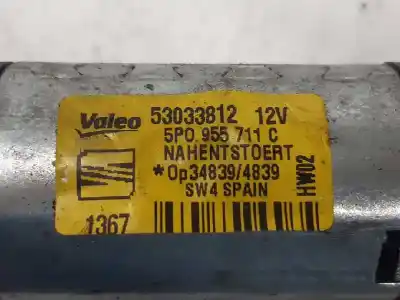 Valeo 53033812 12V
5P0 955 711 C
NAHENTSTOERT
*Op34839/4839
SW4 SPAIN
1367
HW02